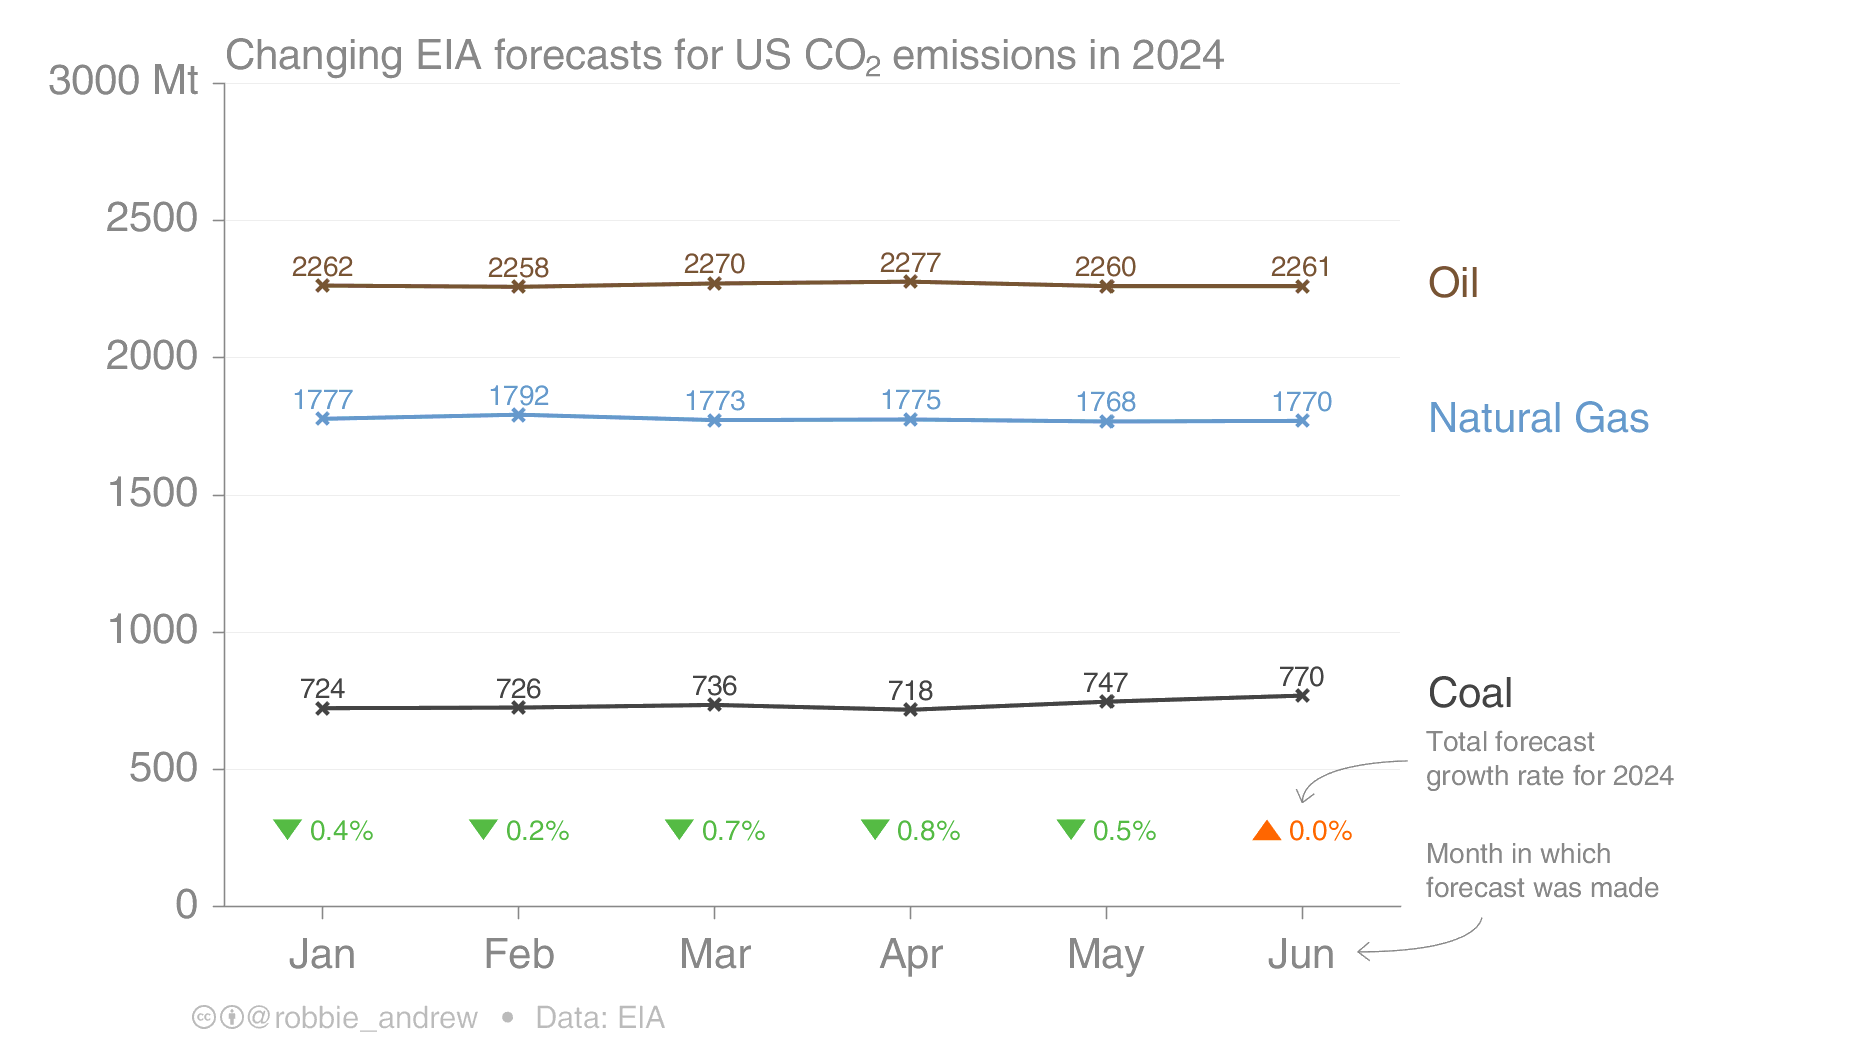 Changing EIA forecasts for US CO₂ emissions in 2024
3000 Mt
2500
2000
1500
1000
500
0
2262 2258 2270 2277 2260 2261
Oil
1777 1792 1773 1775 1768 1770
Natural Gas
724 726 736 718 747 770
Coal
Total forecast
growth rate for 2024
▼ 0.4% ▼ 0.2% ▼ 0.7% ▼ 0.8% ▼ 0.5% ▲ 0.0%
Month in which
forecast was made
Jan Feb Mar Apr May Jun
cc @robbie_andrew • Data: EIA